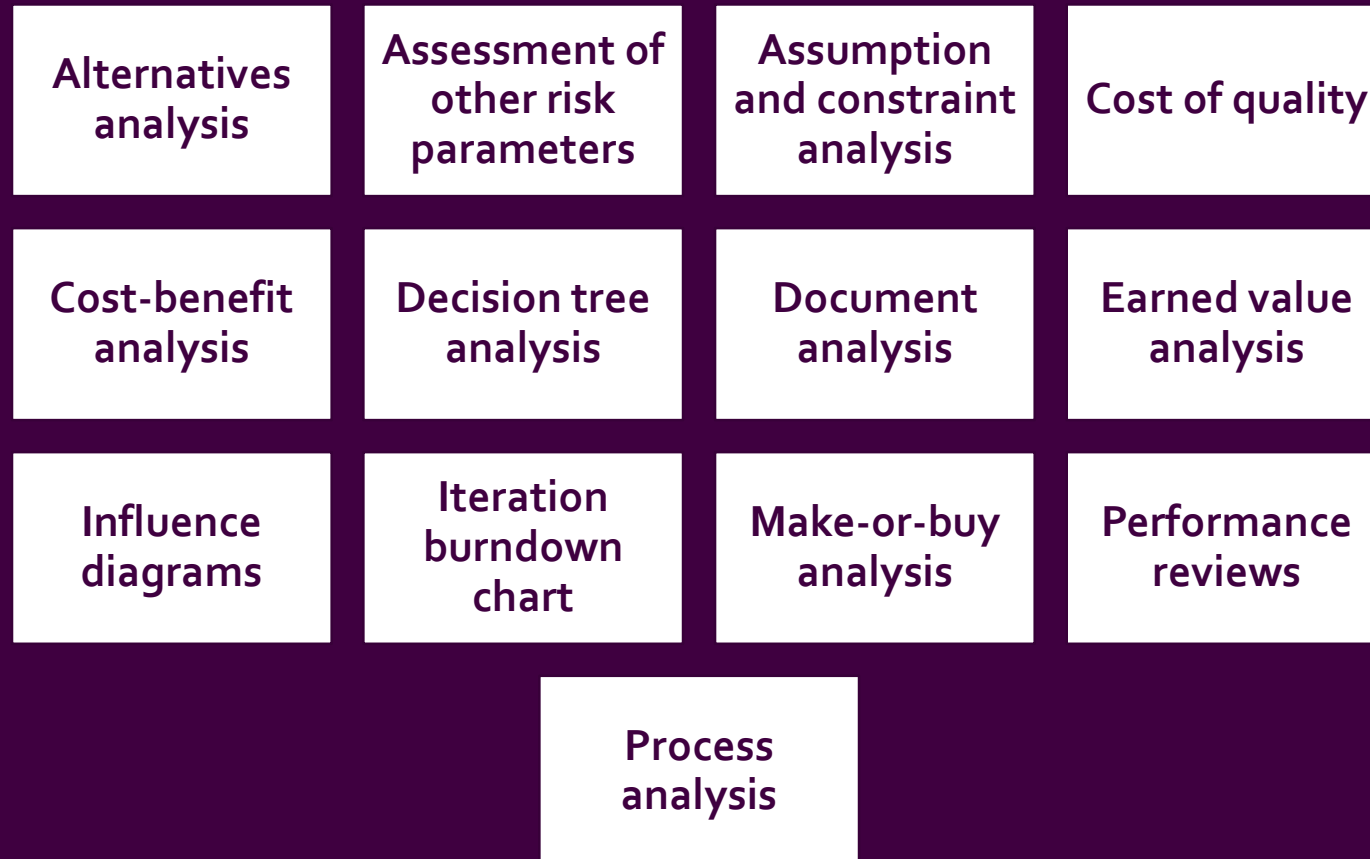 Alternatives
analysis
Assessment of
other risk
parameters
Assumption
and constraint
analysis
Cost of quality
Cost-benefit
analysis
Decision tree
analysis
Document
analysis
Earned value
analysis
Influence
diagrams
Iteration
burndown
chart
Make-or-buy
analysis
Performance
reviews
Process
analysis